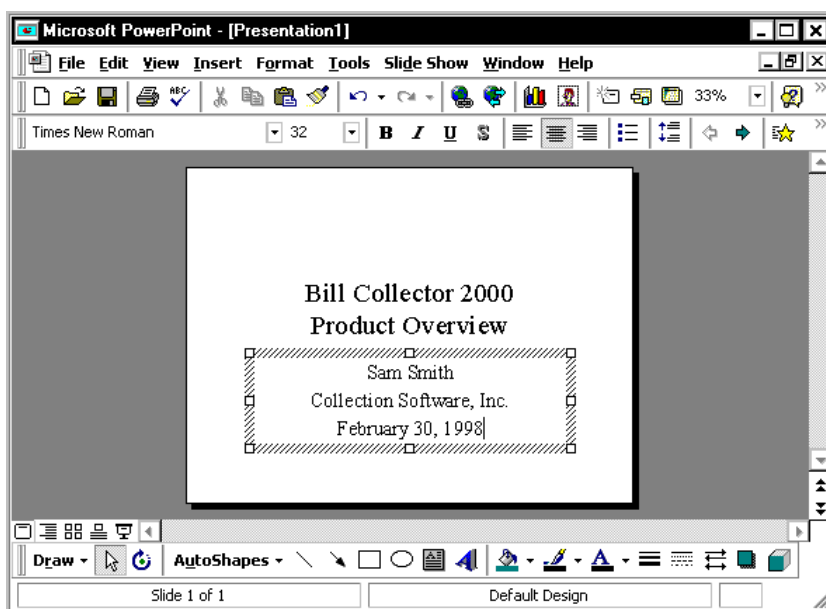 Microsoft PowerPoint - [Presentation1]
File Edit View Insert Format Tools Slide Show Window Help
ABC 33%
Times New Roman 32 B I U S
Bill Collector 2000
Product Overview
Sam Smith
Collection Software, Inc.
February 30, 1998
Draw AutoShapes A A
Slide 1 of 1 Default Design